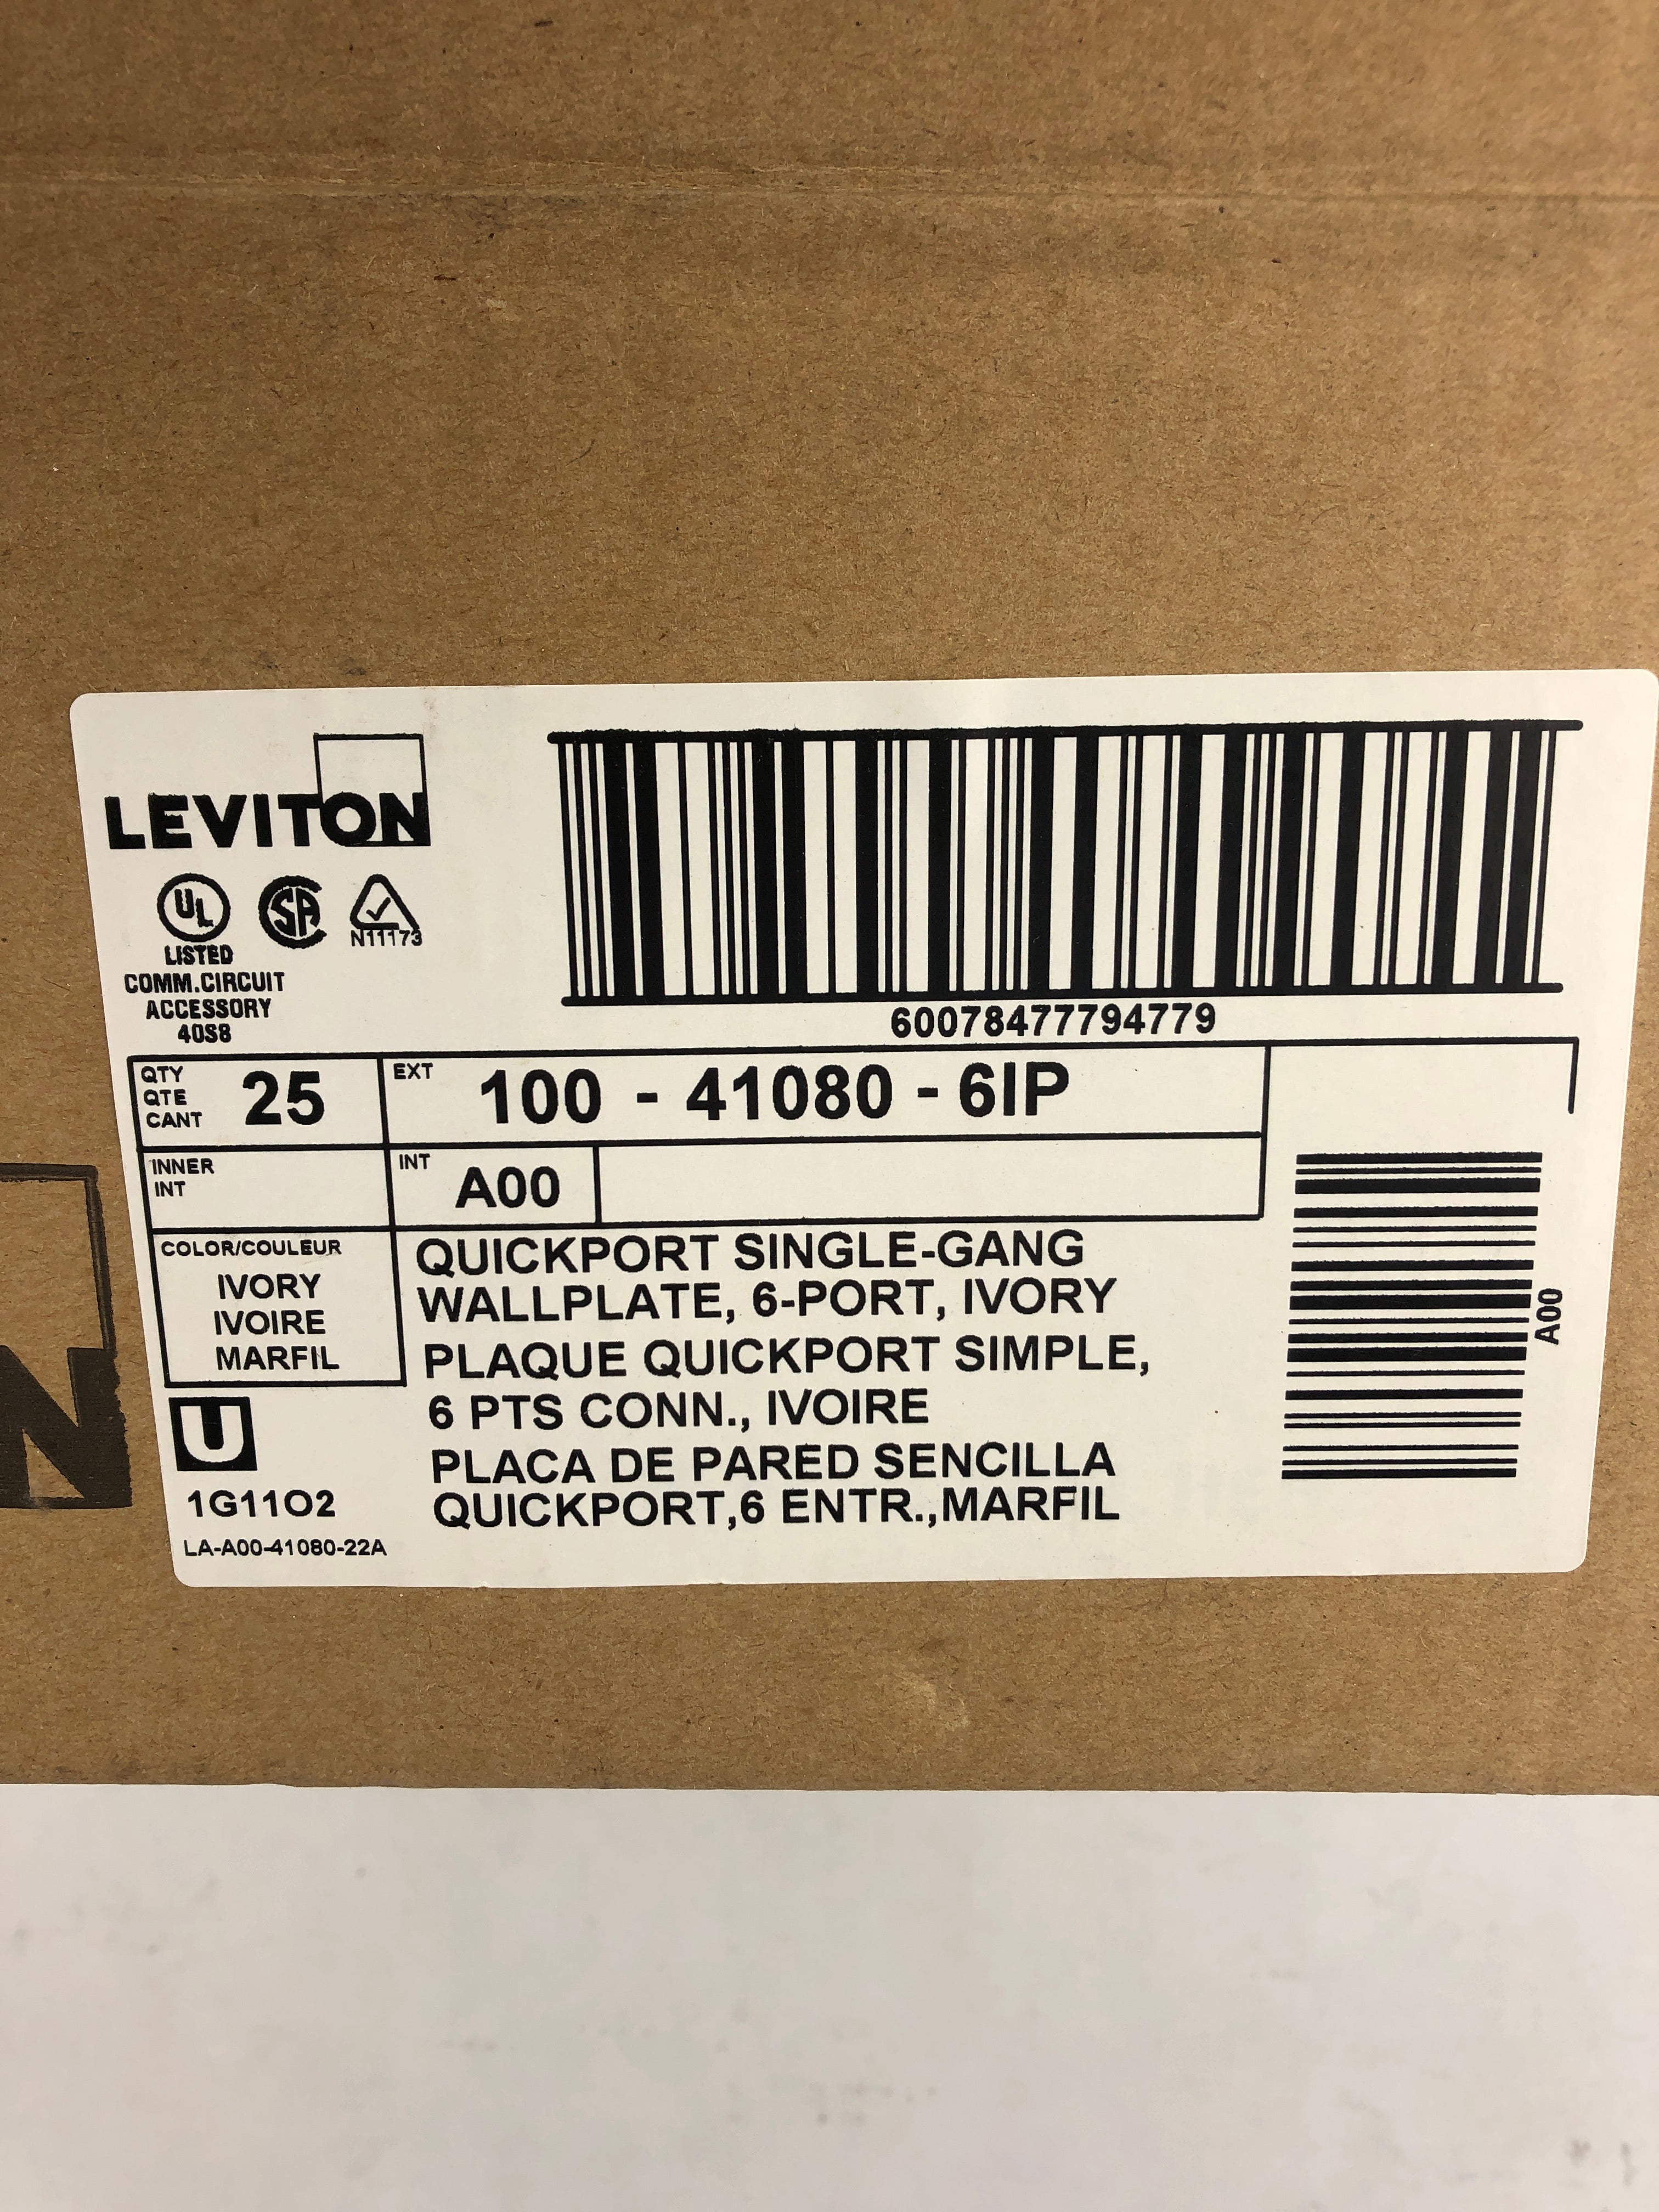 LEVITON
UL SA N11173
LISTED
COMM.CIRCUIT
ACCESSORY
40S8
60078477794779
QTY
QTE
CANT
25
EXT
100 - 41080 - 6IP
INNER
INT
INT
A00
COLOR/COULEUR
IVORY
IVOIRE
MARFIL
QUICKPORT SINGLE-GANG
WALLPLATE, 6-PORT, IVORY
PLAQUE QUICKPORT SIMPLE,
6 PTS CONN., IVOIRE
PLACA DE PARED SENCILLA
QUICKPORT,6 ENTR.,MARFIL
A00
U
1G11O2
LA-A00-41080-22A
N